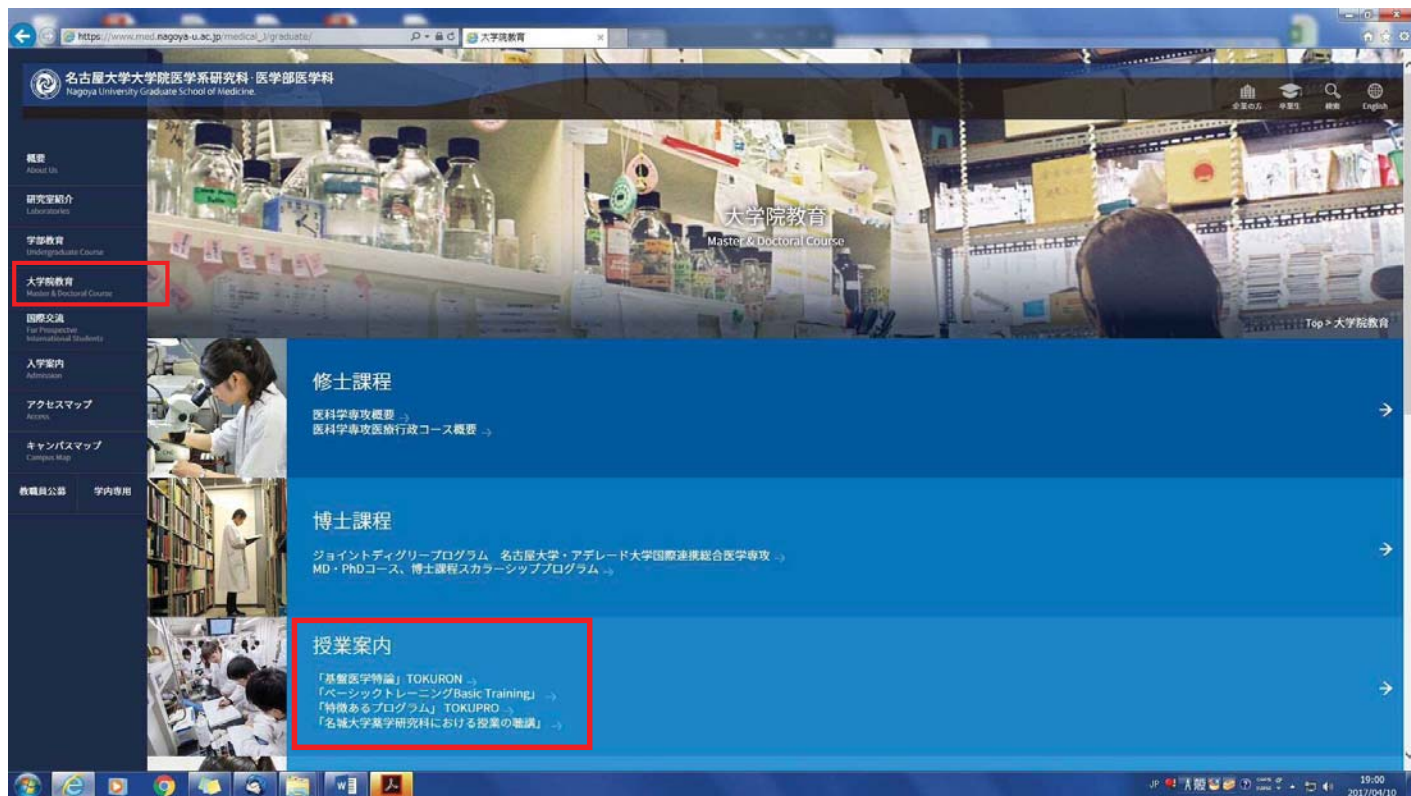 https://www.med.nagoya-u.ac.jp/medical_J/graduate/
大学院教育
名古屋大学大学院医学系研究科・医学部医学科
Nagoya University Graduate School of Medicine.
企業の方
卒業生
検索
English
概要
About Us
研究室紹介
Laboratories
学部教育
Undergraduate Course
大学院教育
Master & Doctoral Course
国際交流
For Prospective
International Students
入学案内
Admission
アクセスマップ
Access
キャンパスマップ
Campus Map
教職員公募
学内専用
大学院教育
Master & Doctoral Course
Top > 大学院教育
修士課程
医科学専攻概要 →
医科学専攻医療行政コース概要 →
博士課程
ジョイントディグリープログラム 名古屋大学・アデレード大学国際連携総合医学専攻 →
MD・PhDコース、博士課程スカラーシッププログラム →
授業案内
「基盤医学特論」TOKURON →
「ベーシックトレーニングBasic Training」 →
「特徴あるプログラム」 TOKUPRO →
「名城大学薬学研究科における授業の聴講」 →
JP
A 般
19:00
2017/04/10